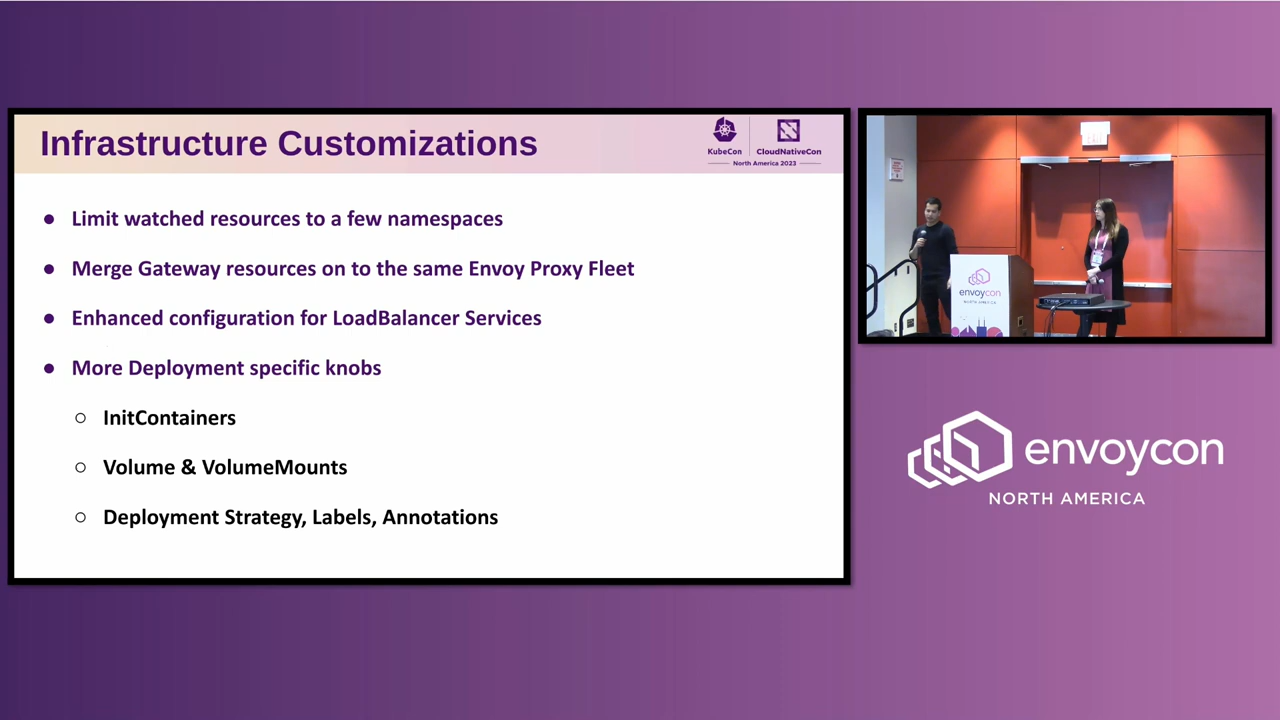 Infrastructure Customizations
KubeCon
CloudNativeCon
North America 2023
● Limit watched resources to a few namespaces
● Merge Gateway resources on to the same Envoy Proxy Fleet
● Enhanced configuration for LoadBalancer Services
● More Deployment specific knobs
○ InitContainers
○ Volume & VolumeMounts
○ Deployment Strategy, Labels, Annotations
envoycon
NORTH AMERICA
envoycon
NORTH AMERICA